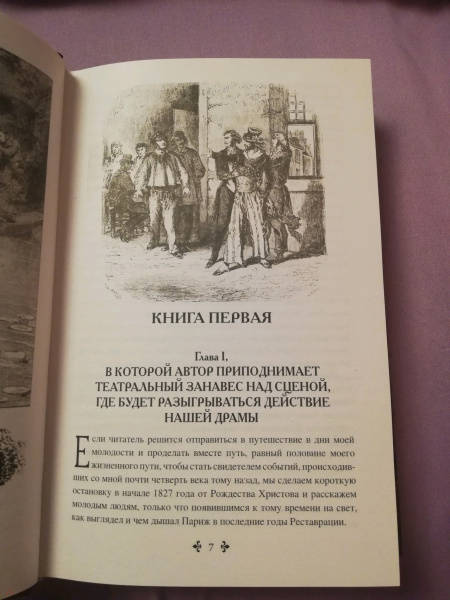 КНИГА ПЕРВАЯ
Глава I,
В КОТОРОЙ АВТОР ПРИПОДНИМАЕТ
ТЕАТРАЛЬНЫЙ ЗАНАВЕС НАД СЦЕНОЙ,
ГДЕ БУДЕТ РАЗЫГРЫВАТЬСЯ ДЕЙСТВИЕ
НАШЕЙ ДРАМЫ
Если читатель решится отправиться в путешествие в дни моей
молодости и проделать вместе путь, равный половине моего
жизненного пути, чтобы стать свидетелем событий, происходив-
ших со мной почти четверть века тому назад, мы сделаем короткую
остановку в начале 1827 года от Рождества Христова и расскажем
молодым людям, только что появившимся к тому времени на свет,
как выглядел и чем дышал Париж в последние годы Реставрации.
7